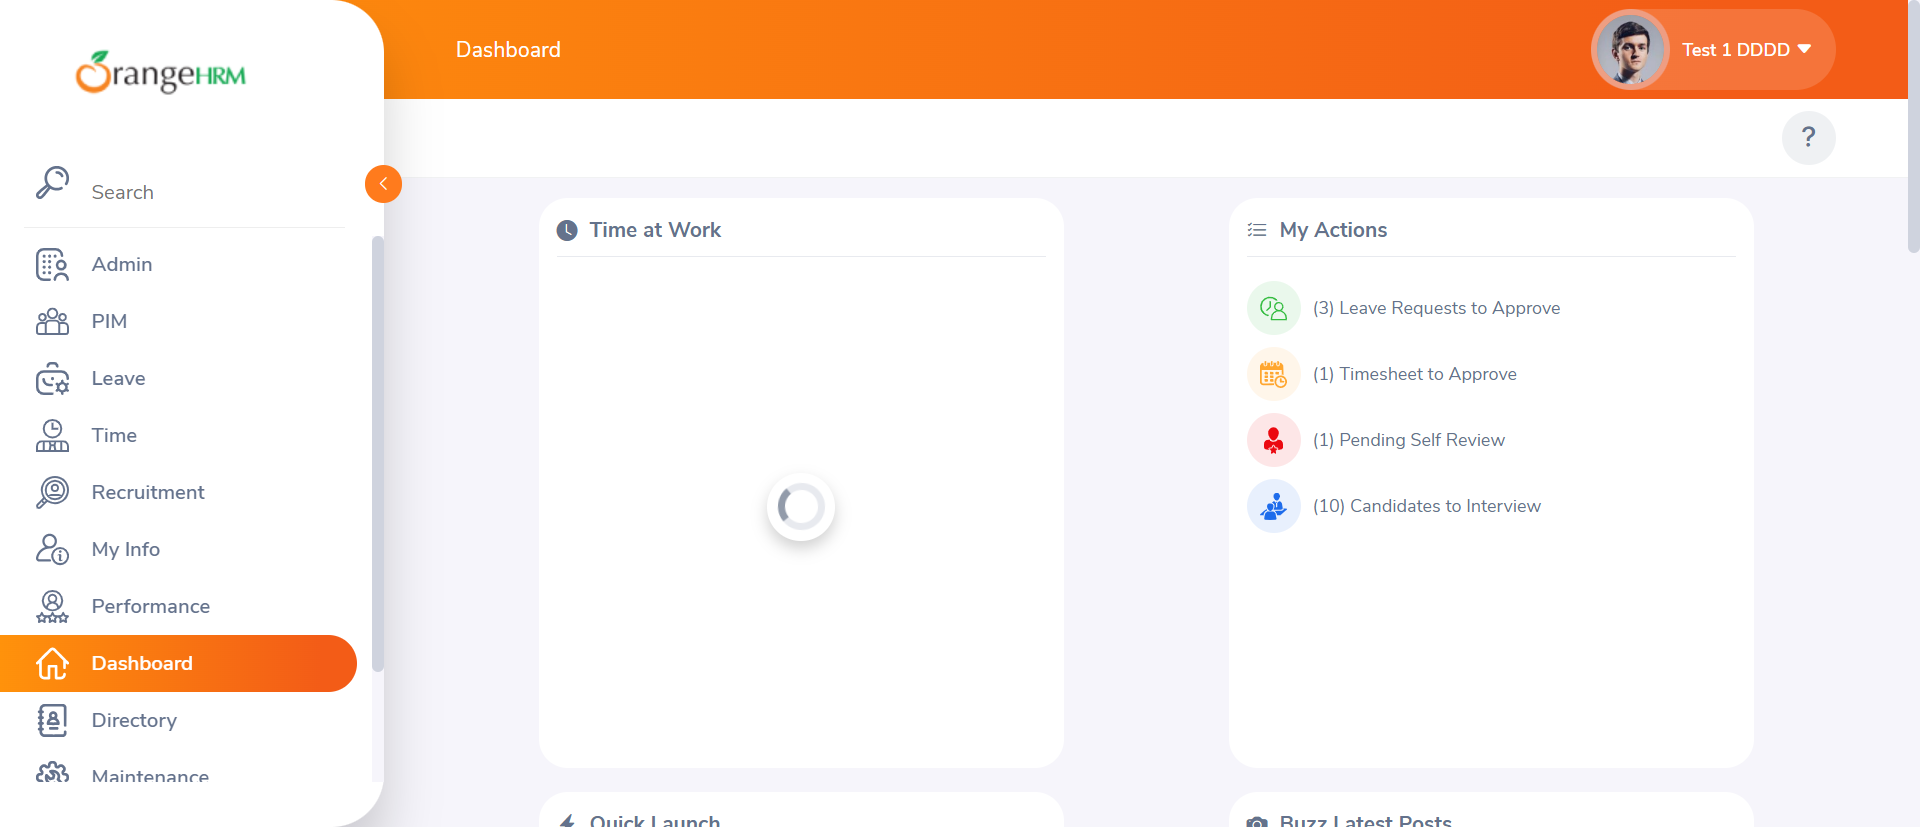 OrangeHRM
Dashboard
Test 1 DDDD
?
Search
Admin
PIM
Leave
Time
Recruitment
My Info
Performance
Dashboard
Directory
Maintenance
Time at Work
My Actions
(3) Leave Requests to Approve
(1) Timesheet to Approve
(1) Pending Self Review
(10) Candidates to Interview
Quick Launch
Buzz Latest Posts